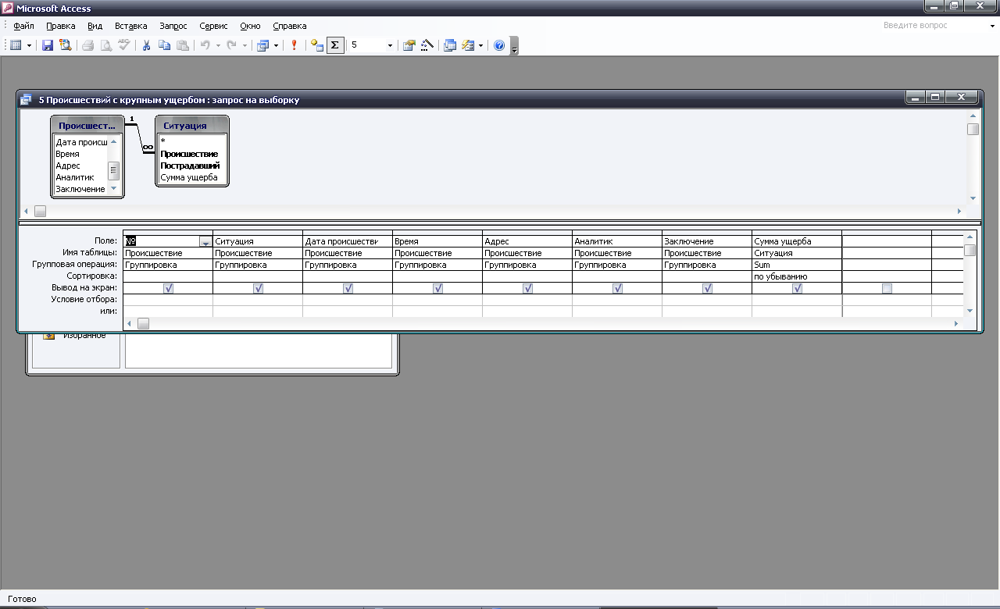 Microsoft Access
Файл Правка Вид Вставка Запрос Сервис Окно Справка Введите вопрос
ABC Σ 5
5 Происшествий с крупным ущербом : запрос на выборку
Происшест... 1 Ситуация
Дата происш *
Время ∞ Происшествие
Адрес Пострадавший
Аналитик Сумма ущерба
Заключение
Поле: № Ситуация Дата происшестви Время Адрес Аналитик Заключение Сумма ущерба
Имя таблицы: Происшествие Происшествие Происшествие Происшествие Происшествие Происшествие Происшествие Ситуация
Групповая операция: Группировка Группировка Группировка Группировка Группировка Группировка Группировка Sum
Сортировка: по убыванию
Вывод на экран:
Условие отбора:
или:
Избранное
Готово